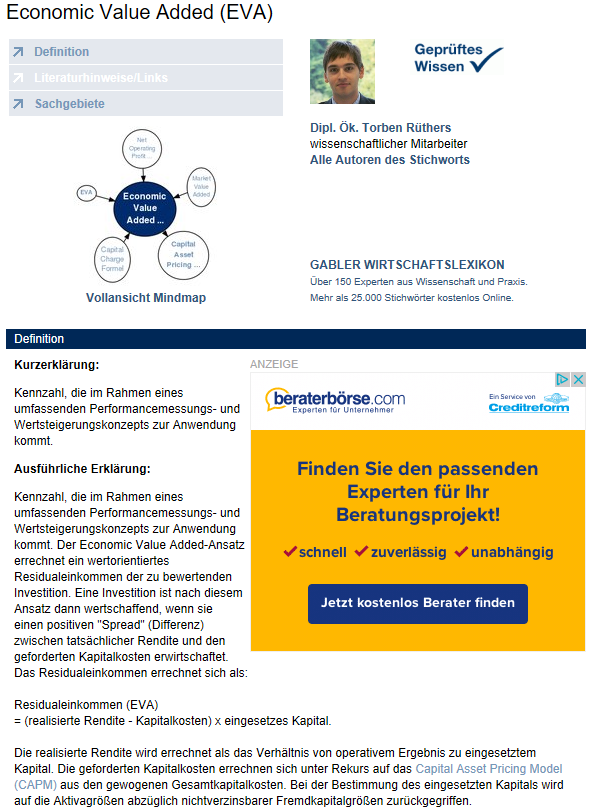 Economic Value Added (EVA)
Definition
Literaturhinweise/Links
Sachgebiete
Geprüftes
Wissen
Dipl. Ök. Torben Rüthers
wissenschaftlicher Mitarbeiter
Alle Autoren des Stichworts
Net
Operating
Profit ...
EVA
Market
Value
Added
Economic
Value
Added ...
Capital
Charge
Formel
Capital
Asset
Pricing ...
Vollansicht Mindmap
GABLER WIRTSCHAFTSLEXIKON
Über 150 Experten aus Wissenschaft und Praxis.
Mehr als 25.000 Stichwörter kostenlos Online.
Definition
Kurzerklärung:
Kennzahl, die im Rahmen eines
umfassenden Performancemessungs- und
Wertsteigerungskonzepts zur Anwendung
kommt.
Ausführliche Erklärung:
Kennzahl, die im Rahmen eines
umfassenden Performancemessungs- und
Wertsteigerungskonzepts zur Anwendung
kommt. Der Economic Value Added-Ansatz
errechnet ein wertorientiertes
Residualeinkommen der zu bewertenden
Investition. Eine Investition ist nach diesem
Ansatz dann wertschaffend, wenn sie
einen positiven "Spread" (Differenz)
zwischen tatsächlicher Rendite und den
geforderten Kapitalkosten erwirtschaftet.
Das Residualeinkommen errechnet sich als:
ANZEIGE
beraterbörse.com
Experten für Unternehmer
Ein Service von
Creditreform
Finden Sie den passenden
Experten für Ihr
Beratungsprojekt!
schnell zuverlässig unabhängig
Jetzt kostenlos Berater finden
Residualeinkommen (EVA)
= (realisierte Rendite - Kapitalkosten) x eingesetzes Kapital.
Die realisierte Rendite wird errechnet als das Verhältnis von operativem Ergebnis zu eingesetztem
Kapital. Die geforderten Kapitalkosten errechnen sich unter Rekurs auf das Capital Asset Pricing Model
(CAPM) aus den gewogenen Gesamtkapitalkosten. Bei der Bestimmung des eingesetzten Kapitals wird
auf die Aktivagrößen abzüglich nichtverzinsbarer Fremdkapitalgrößen zurückgegriffen.